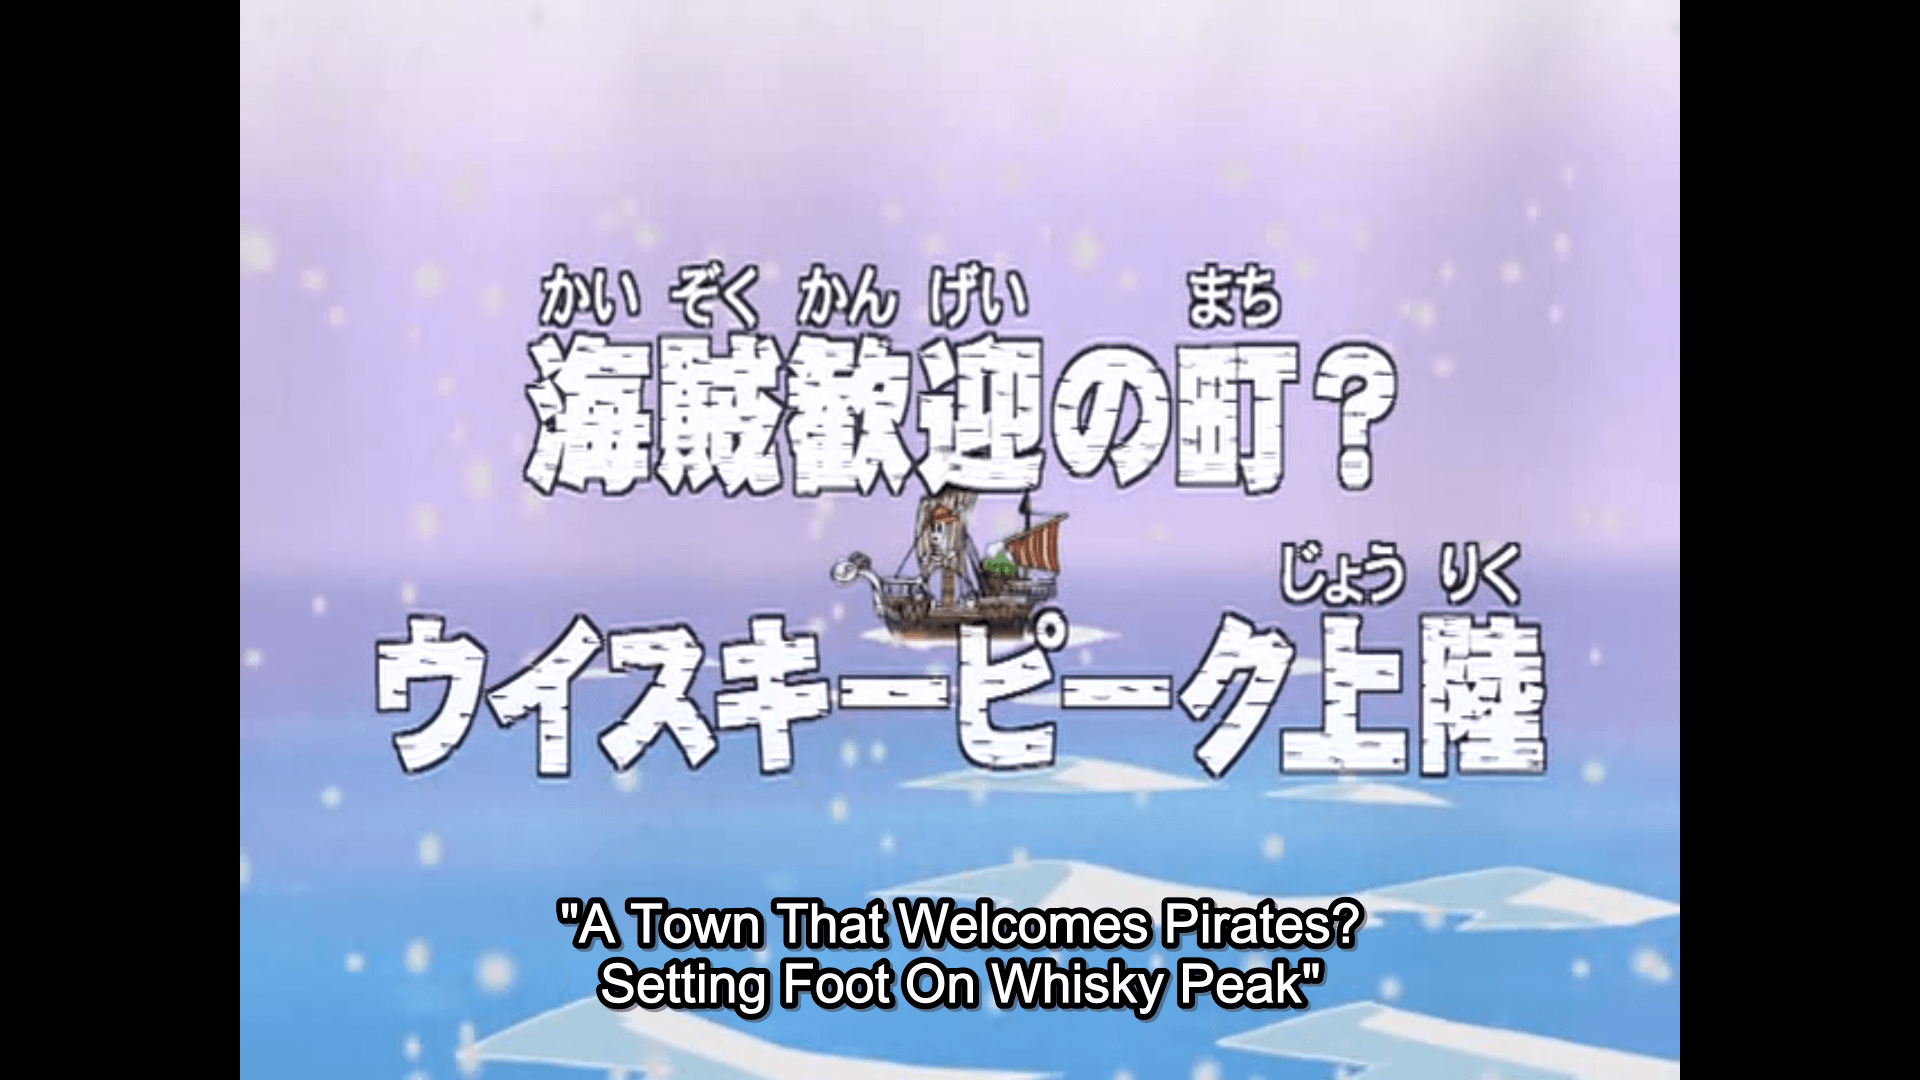 かい ぞく かん げい まち
海賊歓迎の町?
じょう りく
ウイスキーピーク上陸
"A Town That Welcomes Pirates?
Setting Foot On Whisky Peak"